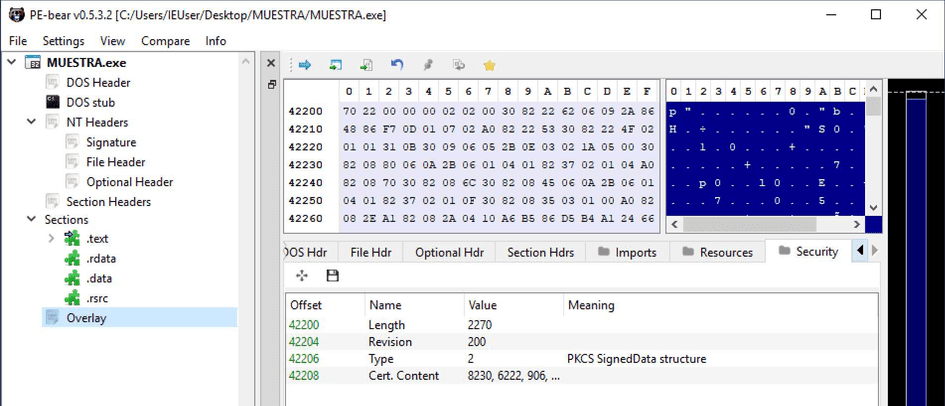 PE-bear v0.5.3.2 [C:/Users/IEUser/Desktop/MUESTRA/MUESTRA.exe]
File Settings View Compare Info
MUESTRA.exe
DOS Header
DOS stub
NT Headers
Signature
File Header
Optional Header
Section Headers
Sections
.text
.rdata
.data
.rsrc
Overlay
0 1 2 3 4 5 6 7 8 9 A B C D E F
42200 70 22 00 00 00 02 02 00 30 82 22 62 06 09 2A 86
42210 48 86 F7 0D 01 07 02 A0 82 22 53 30 82 22 4F 02
42220 01 01 31 0B 30 09 06 05 2B 0E 03 02 1A 05 00 30
42230 82 08 80 06 0A 2B 06 01 04 01 82 37 02 01 04 A0
42240 82 08 70 30 82 08 6C 30 82 08 45 06 0A 2B 06 01
42250 04 01 82 37 02 01 0F 30 82 08 35 03 01 00 A0 82
42260 08 2E A1 82 08 2A 04 10 A6 B5 86 D5 B4 A1 24 66
0 1 2 3 4 5 6 7 8 9 A B C
p " . . . . . . 0 . " b .
H . ÷ . . . . . . " S 0 .
. . 1 . 0 . . . + . . . .
. . . . . + . . . . . 7 .
. . p 0 . . l 0 . . E . .
. . . 7 . . . 0 . . 5 . .
DOS Hdr File Hdr Optional Hdr Section Hdrs Imports Resources Security
Offset Name Value Meaning
42200 Length 2270
42204 Revision 200
42206 Type 2 PKCS SignedData structure
42208 Cert. Content 8230, 6222, 906, ...